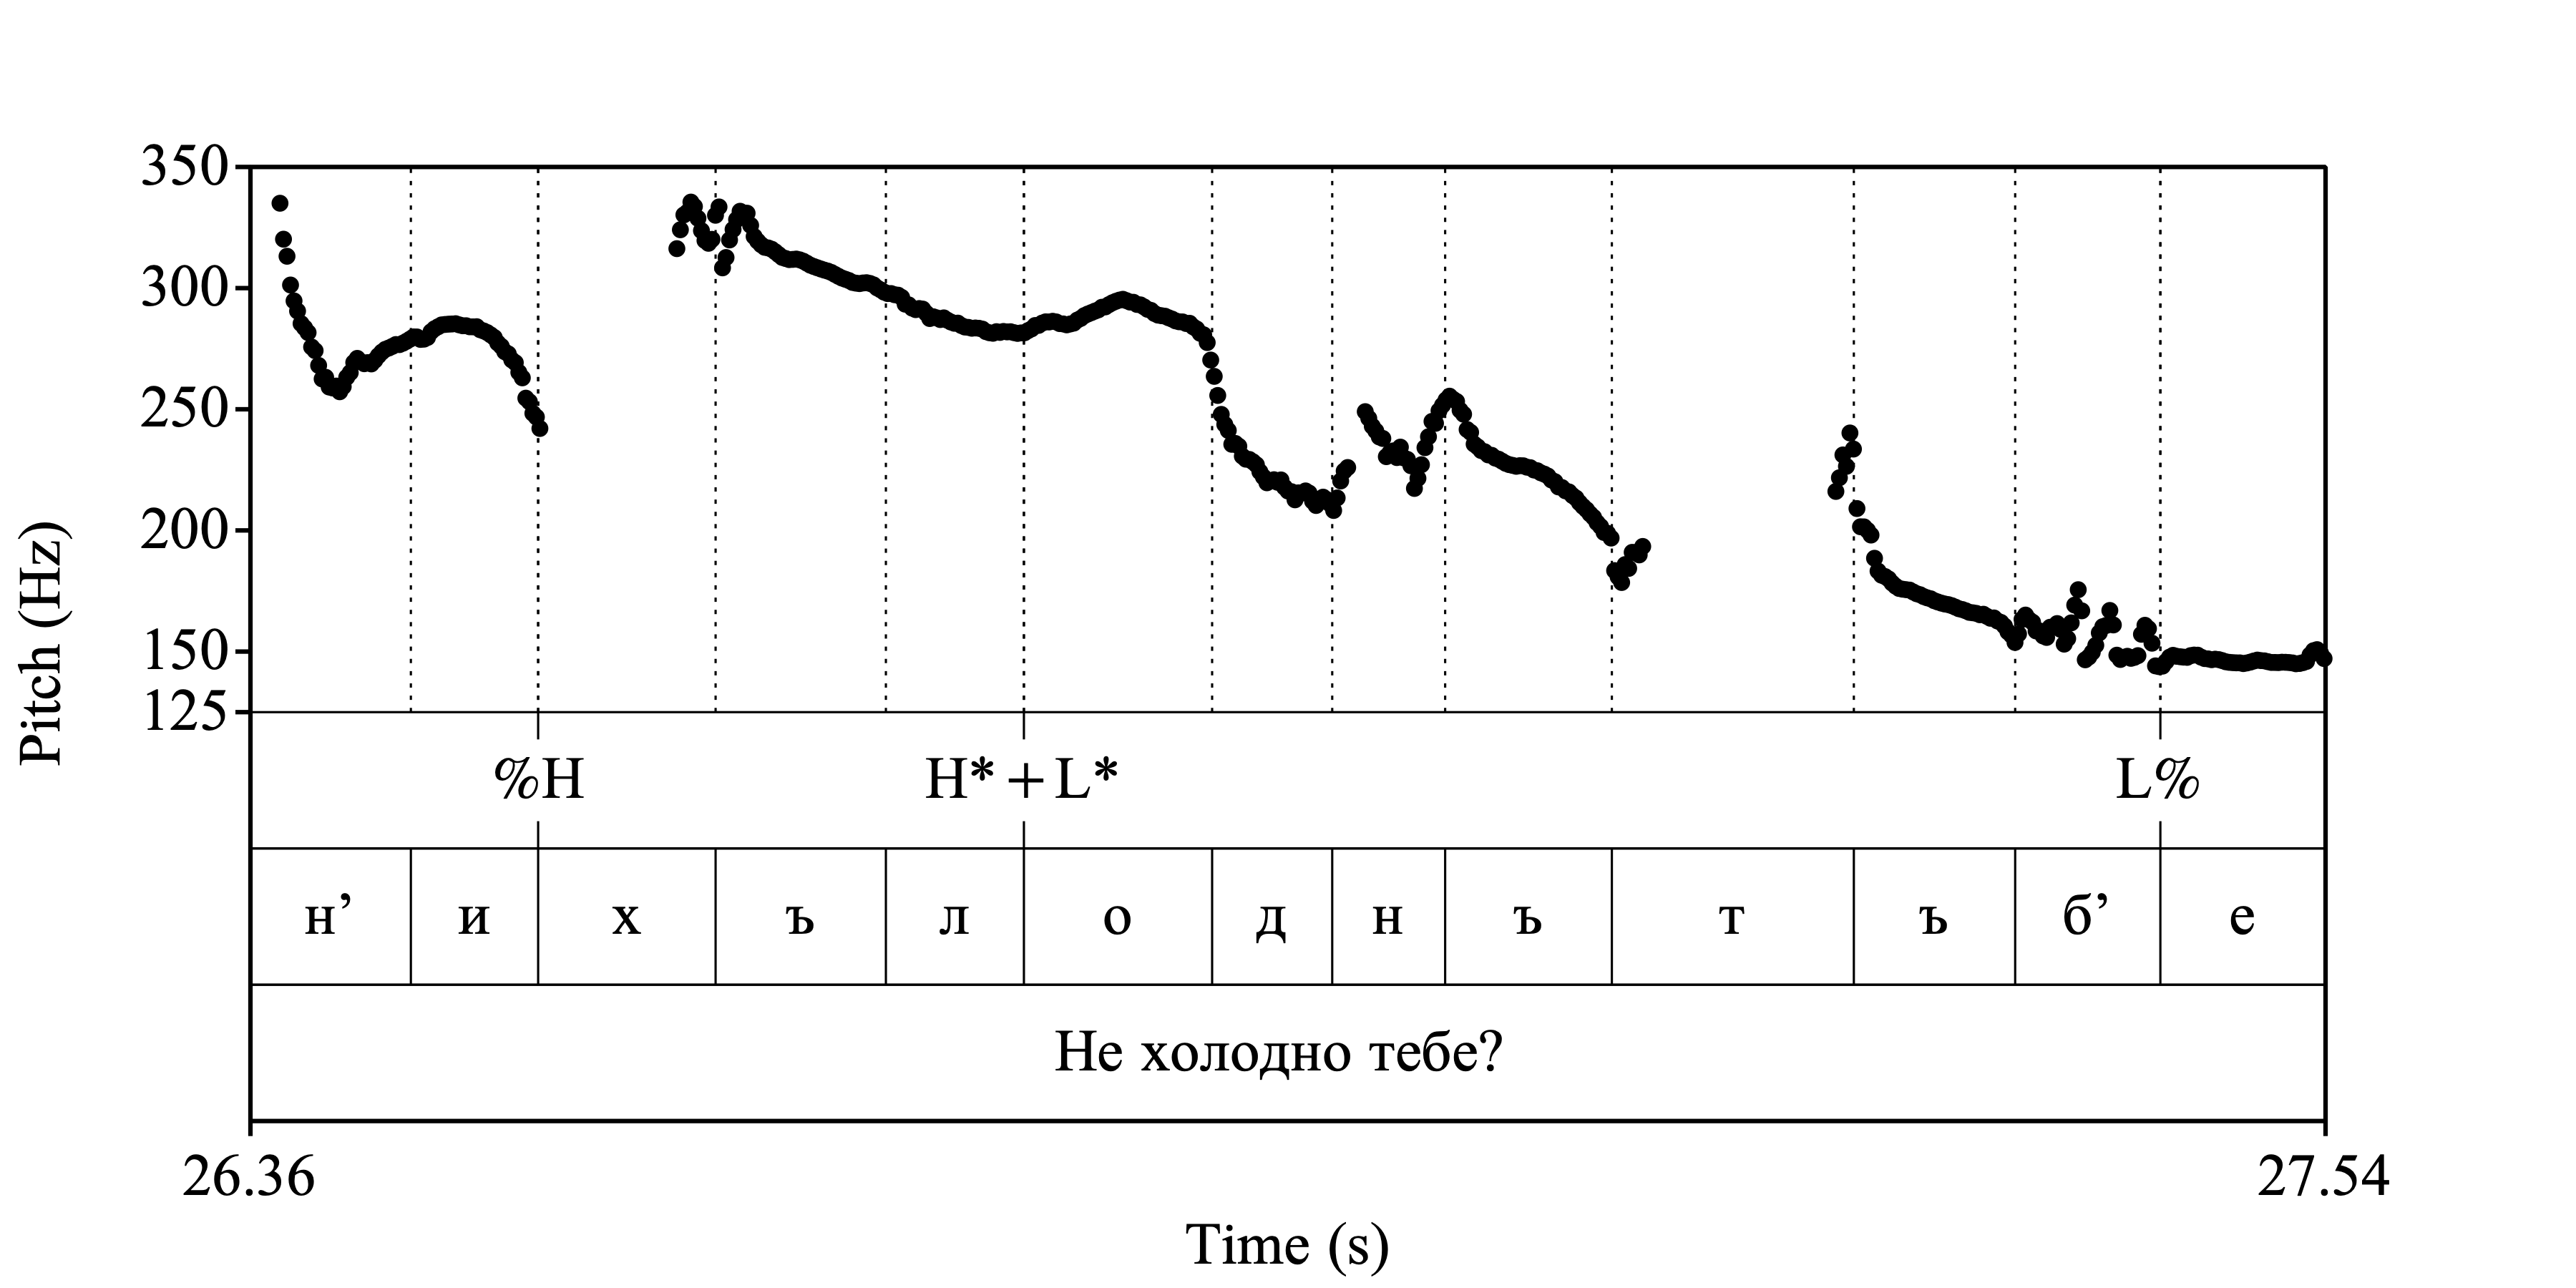 350
300
250
200
150
125
Pitch (Hz)
%H H*+L* L%
н’ и х ъ л о д н ъ т ъ б’ е
Не холодно тебе?
26.36 27.54
Time (s)